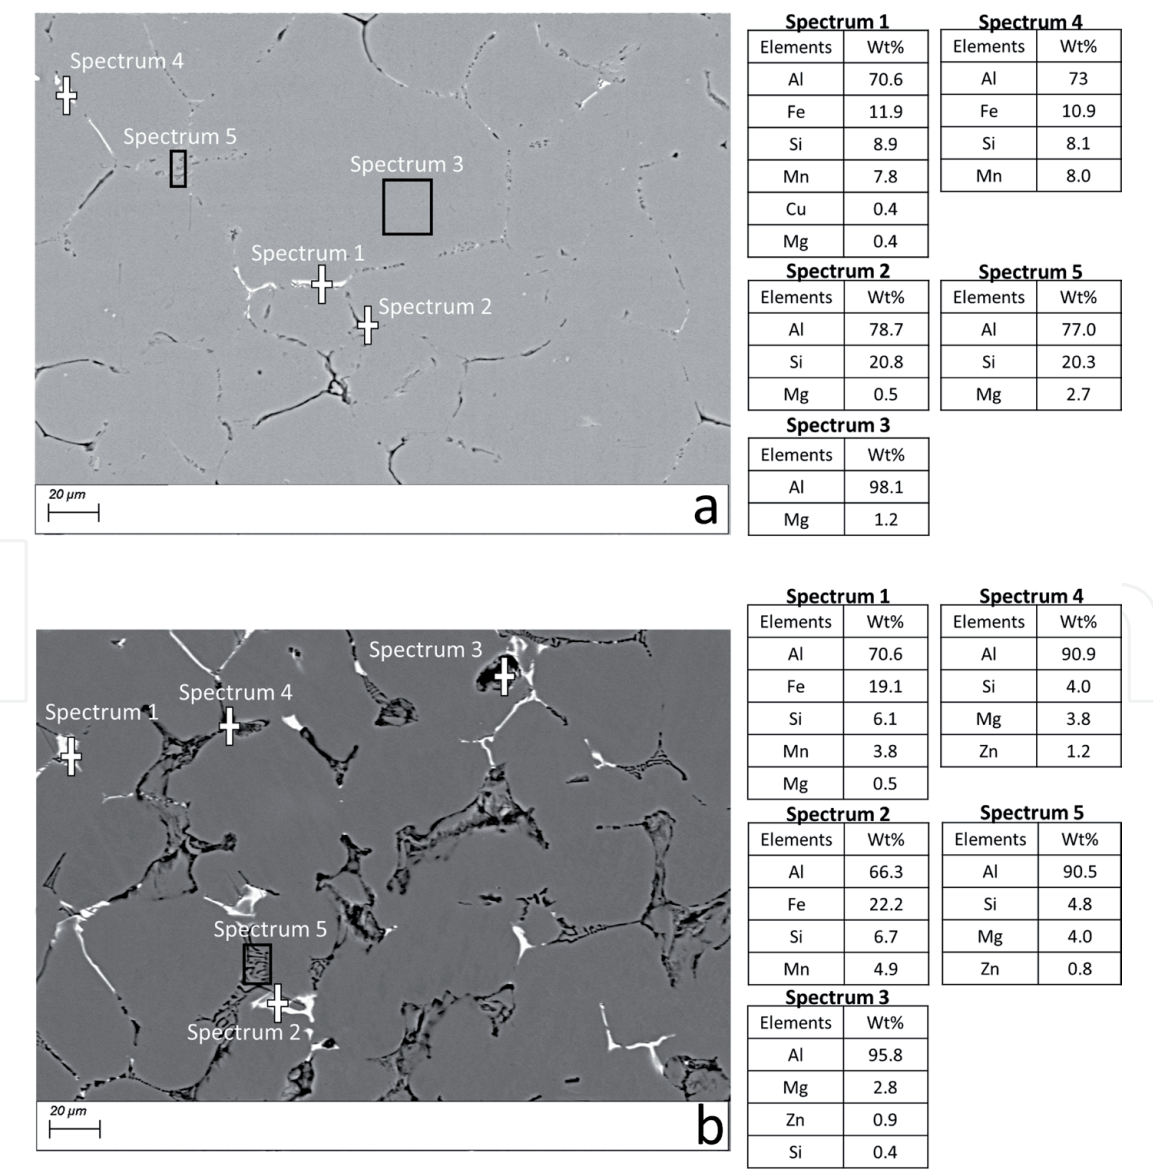 Spectrum 4
Spectrum 5
Spectrum 3
Spectrum 1
Spectrum 2
20 µm
a
Spectrum 1
Elements Wt%
Al 70.6
Fe 11.9
Si 8.9
Mn 7.8
Cu 0.4
Mg 0.4
Spectrum 4
Elements Wt%
Al 73
Fe 10.9
Si 8.1
Mn 8.0
Spectrum 2
Elements Wt%
Al 78.7
Si 20.8
Mg 0.5
Spectrum 5
Elements Wt%
Al 77.0
Si 20.3
Mg 2.7
Spectrum 3
Elements Wt%
Al 98.1
Mg 1.2
Spectrum 3
Spectrum 4
Spectrum 1
Spectrum 5
Spectrum 2
20 µm
b
Spectrum 1
Elements Wt%
Al 70.6
Fe 19.1
Si 6.1
Mn 3.8
Mg 0.5
Spectrum 4
Elements Wt%
Al 90.9
Si 4.0
Mg 3.8
Zn 1.2
Spectrum 2
Elements Wt%
Al 66.3
Fe 22.2
Si 6.7
Mn 4.9
Spectrum 5
Elements Wt%
Al 90.5
Si 4.8
Mg 4.0
Zn 0.8
Spectrum 3
Elements Wt%
Al 95.8
Mg 2.8
Zn 0.9
Si 0.4